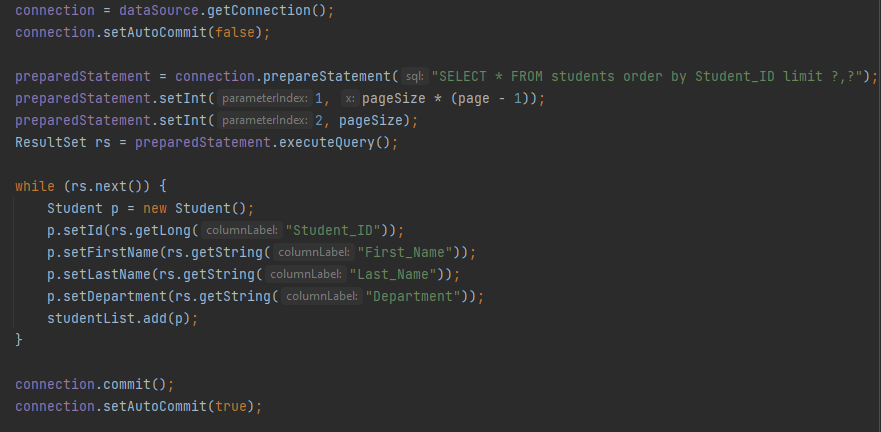 connection = dataSource.getConnection();
connection.setAutoCommit(false);
preparedStatement = connection.prepareStatement( sql: "SELECT * FROM students order by Student_ID limit ?,?");
preparedStatement.setInt( parameterIndex: 1, x: pageSize * (page - 1));
preparedStatement.setInt( parameterIndex: 2, pageSize);
ResultSet rs = preparedStatement.executeQuery();
while (rs.next()) {
    Student p = new Student();
    p.setId(rs.getLong( columnLabel: "Student_ID"));
    p.setFirstName(rs.getString( columnLabel: "First_Name"));
    p.setLastName(rs.getString( columnLabel: "Last_Name"));
    p.setDepartment(rs.getString( columnLabel: "Department"));
    studentList.add(p);
}
connection.commit();
connection.setAutoCommit(true);